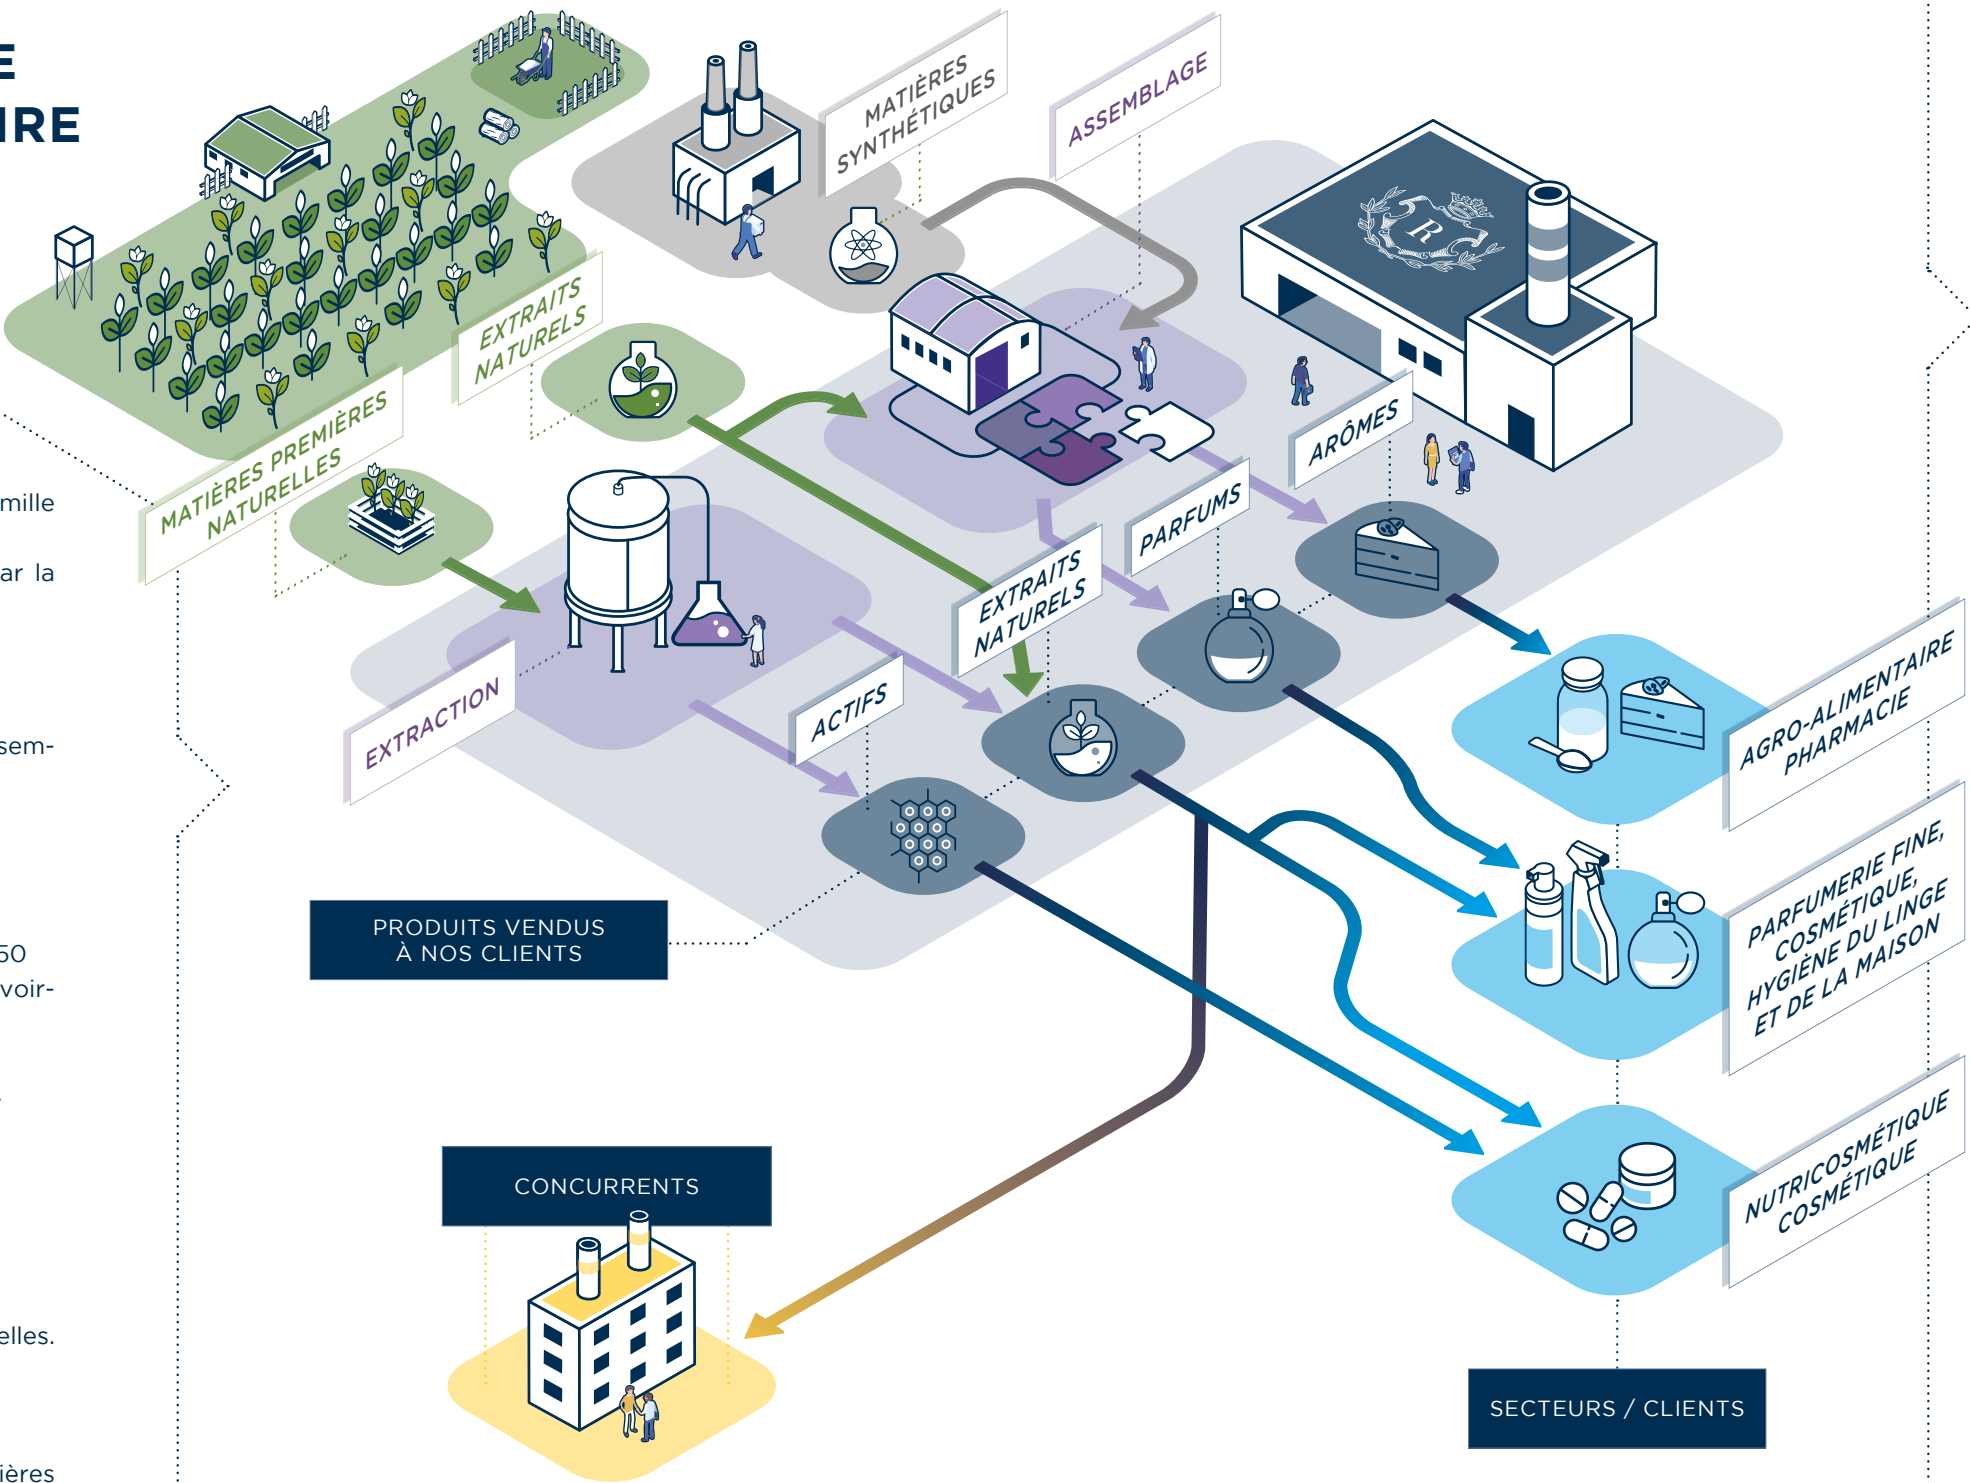 E
IRE
mille
ar la
sem-
50
voir-
elles.
ières
MATIÈRES
SYNTHÉTIQUES
ASSEMBLAGE
R
EXTRAITS
NATURELS
MATIÈRES PREMIÈRES
NATURELLES
ARÔMES
PARFUMS
EXTRAITS
NATURELS
EXTRACTION
ACTIFS
AGRO-ALIMENTAIRE
PHARMACIE
PARFUMERIE FINE,
COSMÉTIQUE,
HYGIÈNE DU LINGE
ET DE LA MAISON
PRODUITS VENDUS
À NOS CLIENTS
NUTRICOSMÉTIQUE
COSMÉTIQUE
CONCURRENTS
SECTEURS / CLIENTS